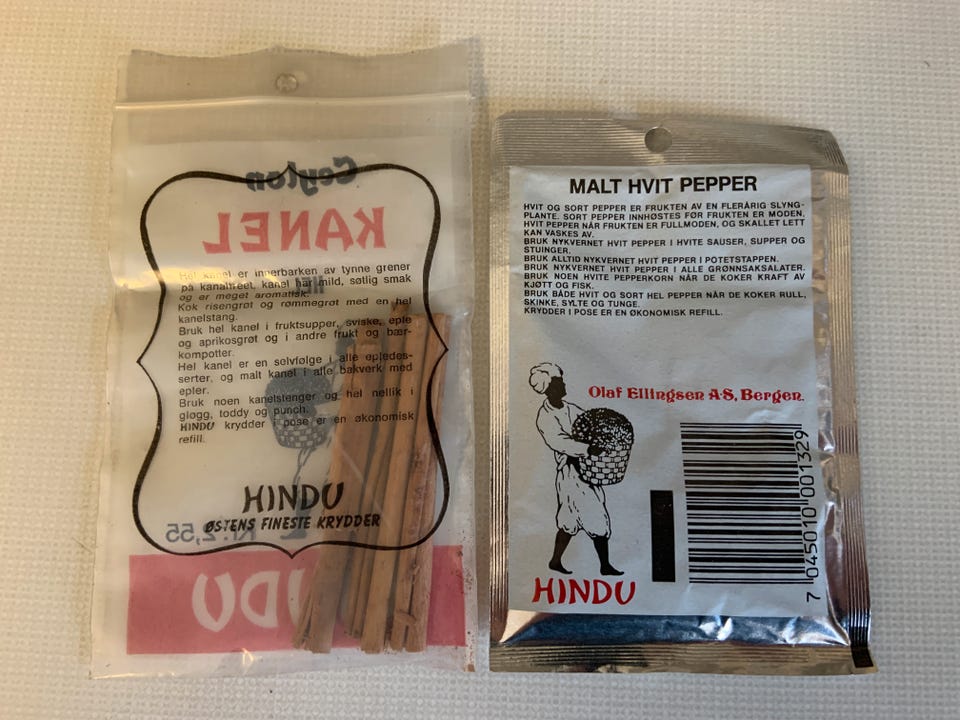 Ceylon
KANEL
Hel kanel er innerbarken av tynne grener
på kanaltreet, kanel har mild, søtlig smak
og er meget aromatisk.
Kok risengrøt og rømmegrøt med en hel
kanelstang.
Bruk hel kanel i fruktsupper, sviske, eple
og aprikosgrøt og i andre frukt og bær-
kompotter.
Hel kanel er en selvfølge i alle epledes-
serter, og malt kanel i alle bakverk med
epler.
Bruk noen kanelstenger og hel nellik i
gløgg, toddy og punch.
HINDU krydder i pose er en økonomisk
refill.
HINDU
ØSTENS FINESTE KRYDDER
Kr. 2,55
HINDU
MALT HVIT PEPPER
HVIT OG SORT PEPPER ER FRUKTEN AV EN FLERÅRIG SLYNG-
PLANTE. SORT PEPPER INNHØSTES FØR FRUKTEN ER MODEN,
HVIT PEPPER NÅR FRUKTEN ER FULLMODEN, OG SKALLET LETT
KAN VASKES AV.
BRUK NYKVERNET HVIT PEPPER I HVITE SAUSER, SUPPER OG
STUINGER.
BRUK ALLTID NYKVERNET HVIT PEPPER I POTETSTAPPEN.
BRUK NYKVERNET HVIT PEPPER I ALLE GRØNNSAKSALATER.
BRUK NOEN HVITE PEPPERKORN NÅR DE KOKER KRAFT AV
KJØTT OG FISK.
BRUK BÅDE HVIT OG SORT HEL PEPPER NÅR DE KOKER RULL,
SKINKE, SYLTE OG TUNGE.
KRYDDER I POSE ER EN ØKONOMISK REFILL.
Olaf Ellingsen A·S, Bergen.
HINDU
7 045010 001329